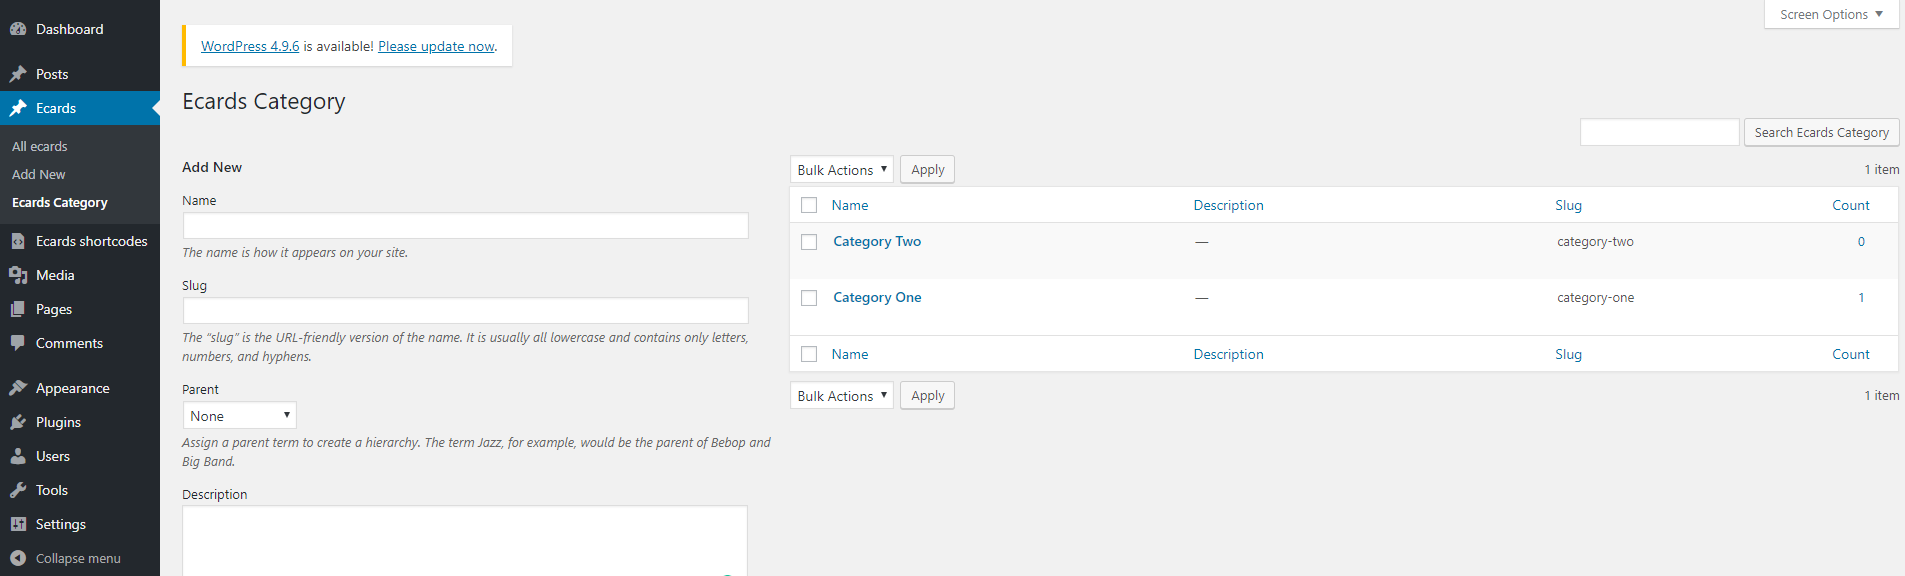 Dashboard
Posts
Ecards
All ecards
Add New
Ecards Category
Ecards shortcodes
Media
Pages
Comments
Appearance
Plugins
Users
Tools
Settings
Collapse menu
Screen Options
WordPress 4.9.6 is available! Please update now.
Ecards Category
Search Ecards Category
Add New
Name
The name is how it appears on your site.
Slug
The “slug” is the URL-friendly version of the name. It is usually all lowercase and contains only letters,
numbers, and hyphens.
Parent
None
Assign a parent term to create a hierarchy. The term Jazz, for example, would be the parent of Bebop and
Big Band.
Description
Bulk Actions Apply 1 item
Name Description Slug Count
Category Two — category-two 0
Category One — category-one 1
Name Description Slug Count
Bulk Actions Apply 1 item